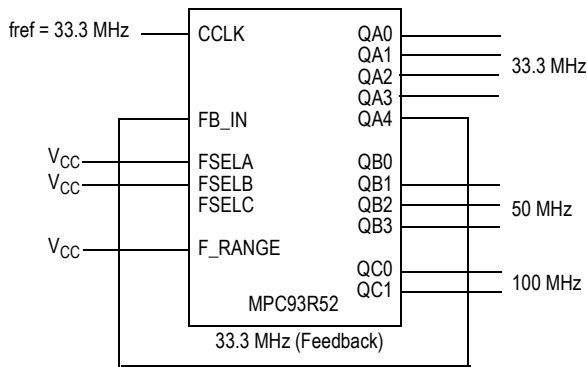 fref = 33.3 MHz
CCLK
QA0
QA1
QA2
QA3
QA4
33.3 MHz
FB_IN
VCC
FSELA
VCC
FSELB
FSELC
QB0
QB1
QB2
QB3
50 MHz
VCC
F_RANGE
QC0
QC1
100 MHz
MPC93R52
33.3 MHz (Feedback)